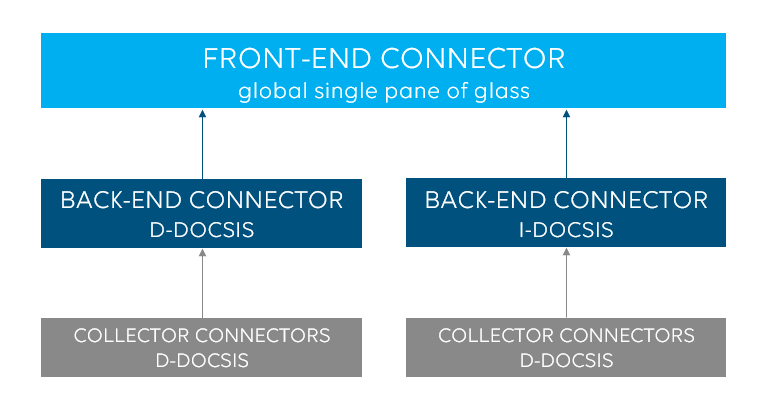 FRONT-END CONNECTOR
global single pane of glass
BACK-END CONNECTOR
D-DOCSIS
BACK-END CONNECTOR
I-DOCSIS
COLLECTOR CONNECTORS
D-DOCSIS
COLLECTOR CONNECTORS
D-DOCSIS